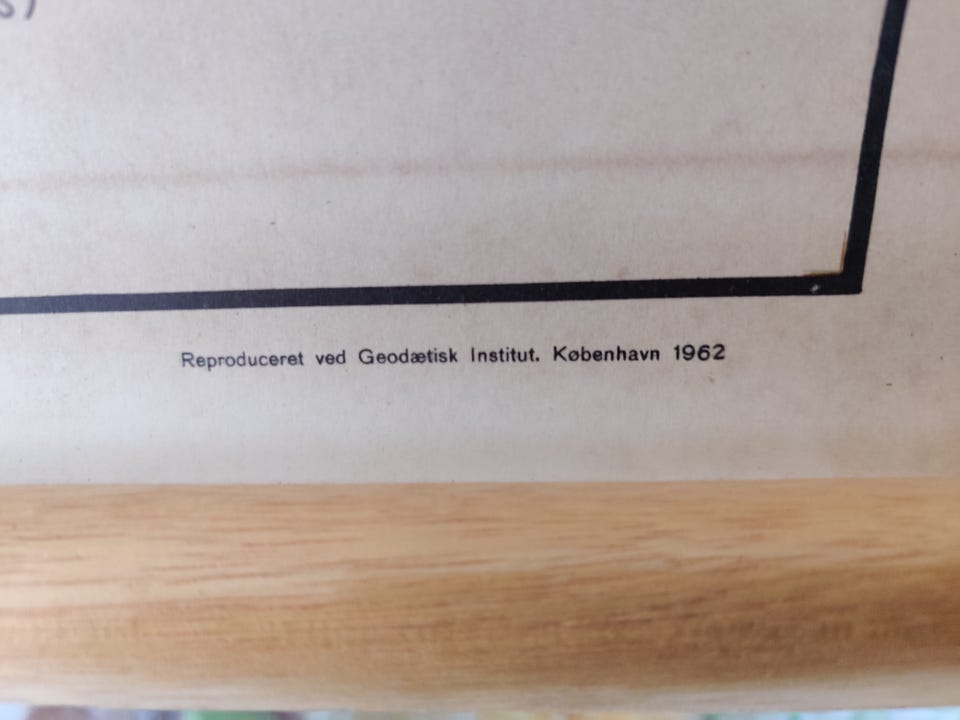 Reproduceret ved Geodætisk Institut. København 1962